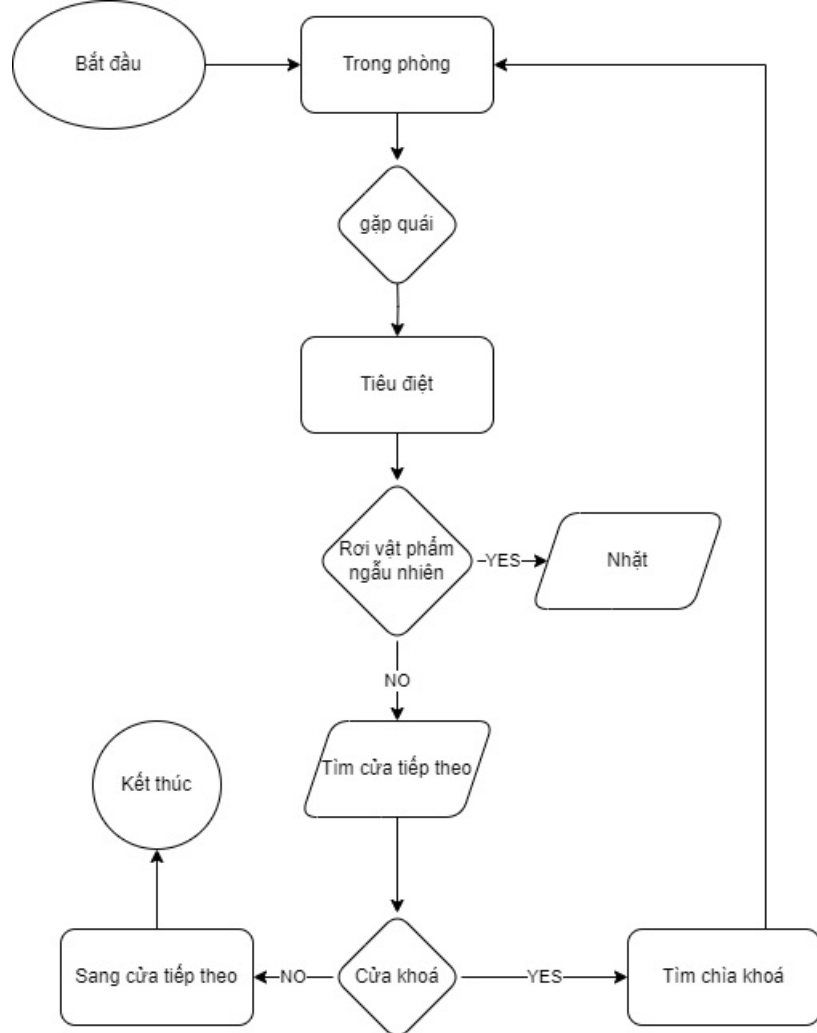 Bắt đầu
Trong phòng
gặp quái
Tiêu điệt
Rơi vật phẩm
ngẫu nhiên
YES
Nhặt
NO
Tìm cửa tiếp theo
Kết thúc
Sang cửa tiếp theo
NO
Cửa khoá
YES
Tìm chìa khoá